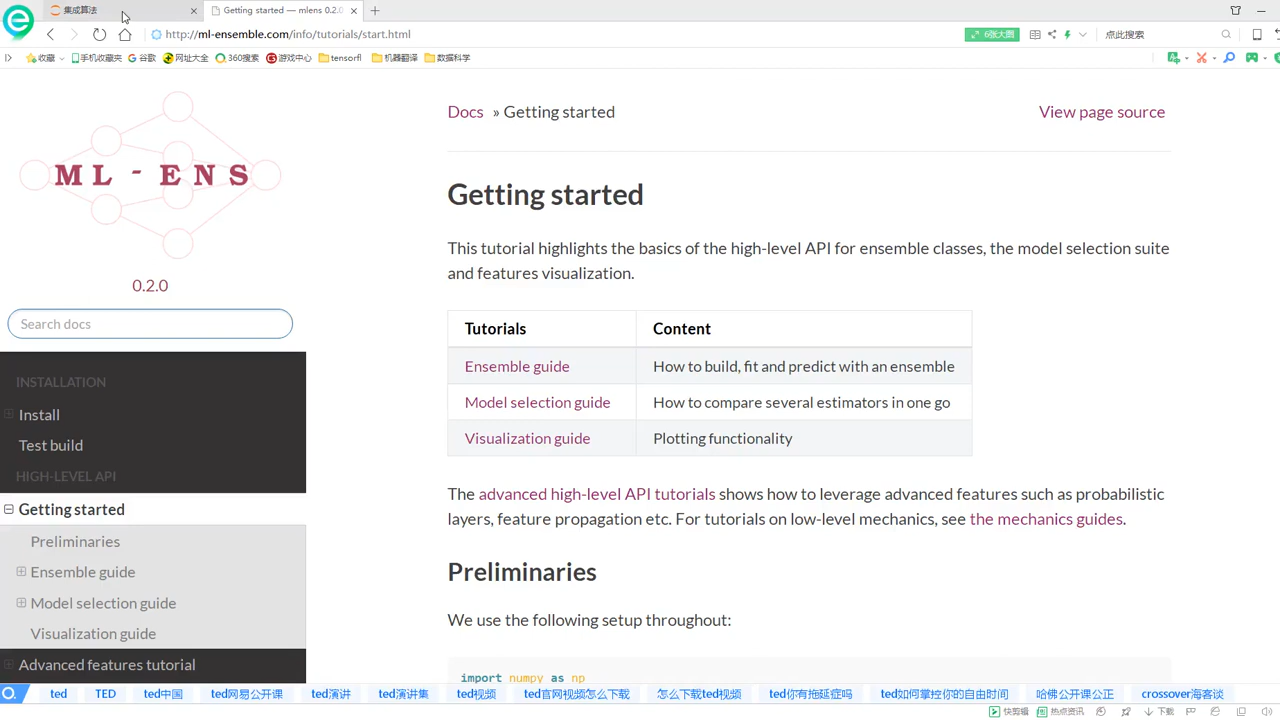 集成算法
Getting started — mlens 0.2.0
http://ml-ensemble.com/info/tutorials/start.html
6张大图
点此搜索
收藏
手机收藏夹
谷歌
网址大全
360搜索
游戏中心
tensorfl
机器翻译
数据科学
ML - ENS
0.2.0
Search docs
INSTALLATION
Install
Test build
HIGH-LEVEL API
Getting started
Preliminaries
Ensemble guide
Model selection guide
Visualization guide
Advanced features tutorial
Docs » Getting started
View page source
Getting started
This tutorial highlights the basics of the high-level API for ensemble classes, the model selection suite
and features visualization.
Tutorials Content
Ensemble guide How to build, fit and predict with an ensemble
Model selection guide How to compare several estimators in one go
Visualization guide Plotting functionality
The advanced high-level API tutorials shows how to leverage advanced features such as probabilistic
layers, feature propagation etc. For tutorials on low-level mechanics, see the mechanics guides.
Preliminaries
We use the following setup throughout:
import numpy as np
ted TED ted中国 ted网易公开课 ted演讲 ted演讲集 ted视频 ted官网视频怎么下载 怎么下载ted视频 ted你有拖延症吗 ted如何掌控你的自由时间 哈佛公开课公正 crossover海客谈
快剪辑 热点资讯 下载